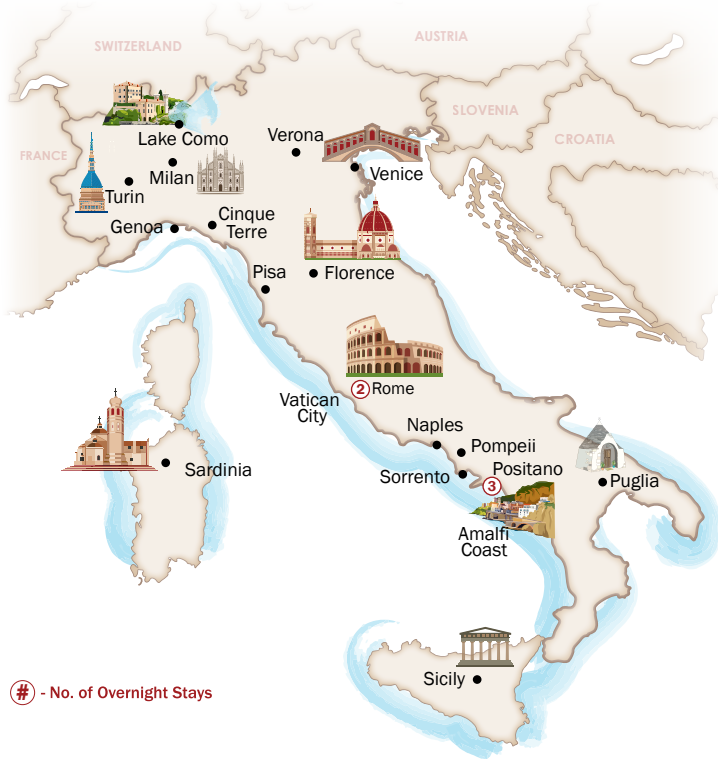 SWITZERLAND
AUSTRIA
SLOVENIA
CROATIA
FRANCE
Lake Como
Verona
Venice
Milan
Turin
Genoa
Cinque
Terre
Pisa
Florence
2 Rome
Vatican
City
Naples
Pompeii
Sorrento
Positano
3
Puglia
Amalfi
Coast
Sardinia
Sicily
# - No. of Overnight Stays